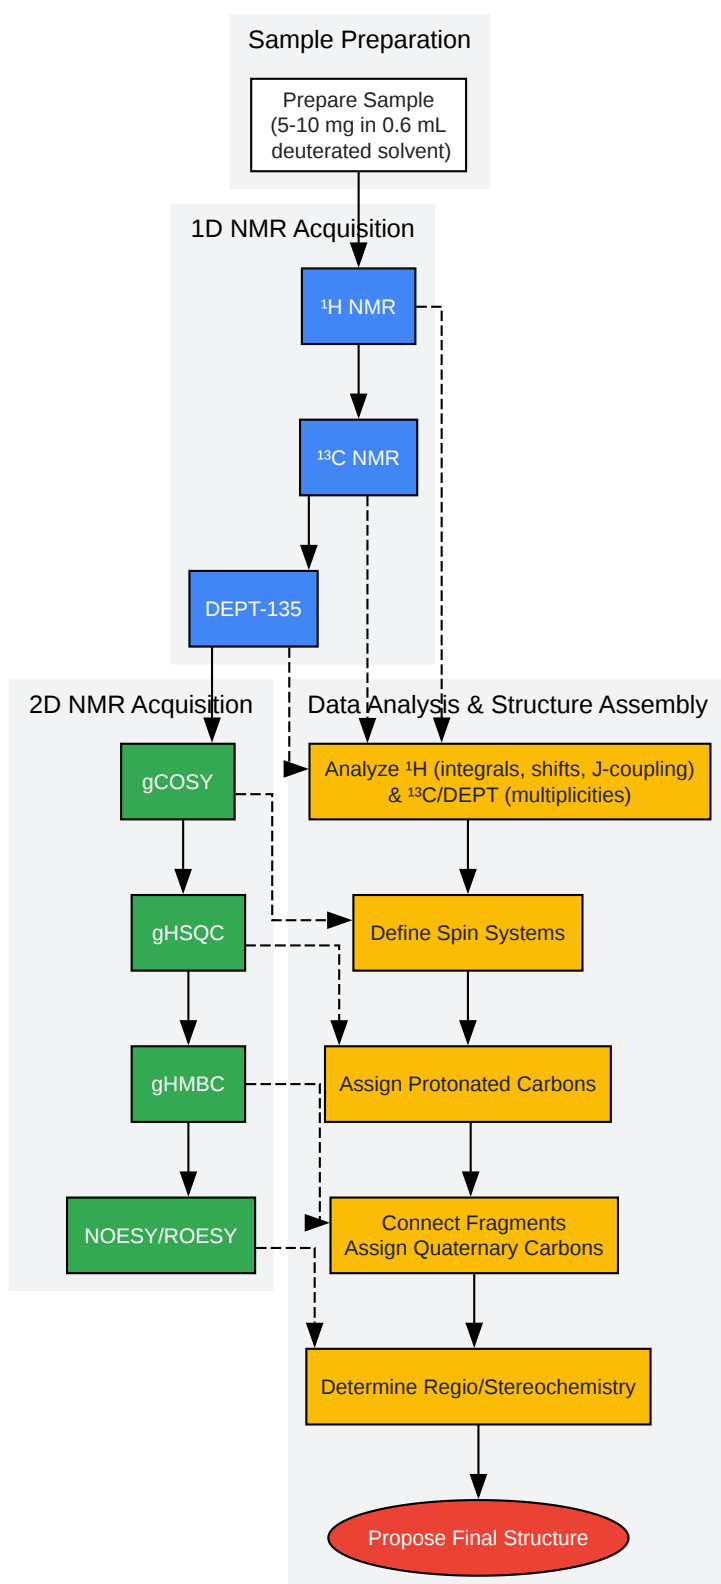 Sample Preparation
Prepare Sample
(5-10 mg in 0.6 mL
deuterated solvent)
1D NMR Acquisition
¹H NMR
¹³C NMR
DEPT-135
2D NMR Acquisition
gCOSY
gHSQC
gHMBC
NOESY/ROESY
Data Analysis & Structure Assembly
Analyze ¹H (integrals, shifts, J-coupling)
& ¹³C/DEPT (multiplicities)
Define Spin Systems
Assign Protonated Carbons
Connect Fragments
Assign Quaternary Carbons
Determine Regio/Stereochemistry
Propose Final Structure